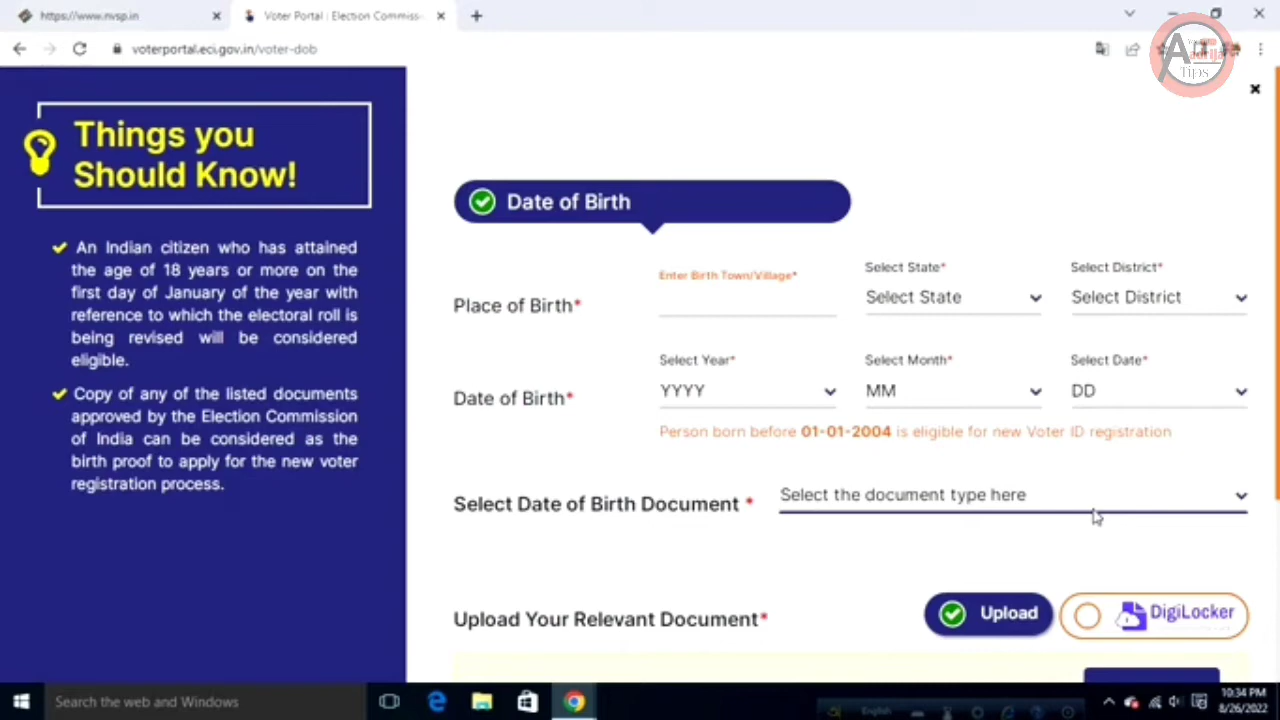 https://www.nvsp.in
Voter Portal : Election Commiss
voterportal.eci.gov.in/voter-dob
A
Tips
Things you
Should Know!
An Indian citizen who has attained
the age of 18 years or more on the
first day of January of the year with
reference to which the electoral roll is
being revised will be considered
eligible.
Copy of any of the listed documents
approved by the Election Commission
of India can be considered as the
birth proof to apply for the new voter
registration process.
Date of Birth
Place of Birth*
Enter Birth Town/Village*
Select State*
Select State
Select District*
Select District
Date of Birth*
Select Year*
YYYY
Select Month*
MM
Select Date*
DD
Person born before 01-01-2004 is eligible for new Voter ID registration
Select Date of Birth Document *
Select the document type here
Upload Your Relevant Document*
Upload
DigiLocker
Search the web and Windows
English
10:34 PM
8/26/2022